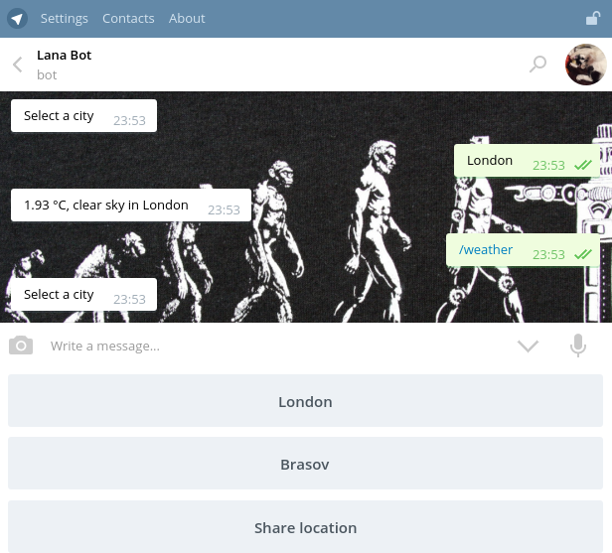 Settings Contacts About
Lana Bot
bot
Select a city 23:53
London 23:53
1.93 °C, clear sky in London 23:53
/weather 23:53
Select a city 23:53
Write a message...
London
Brasov
Share location